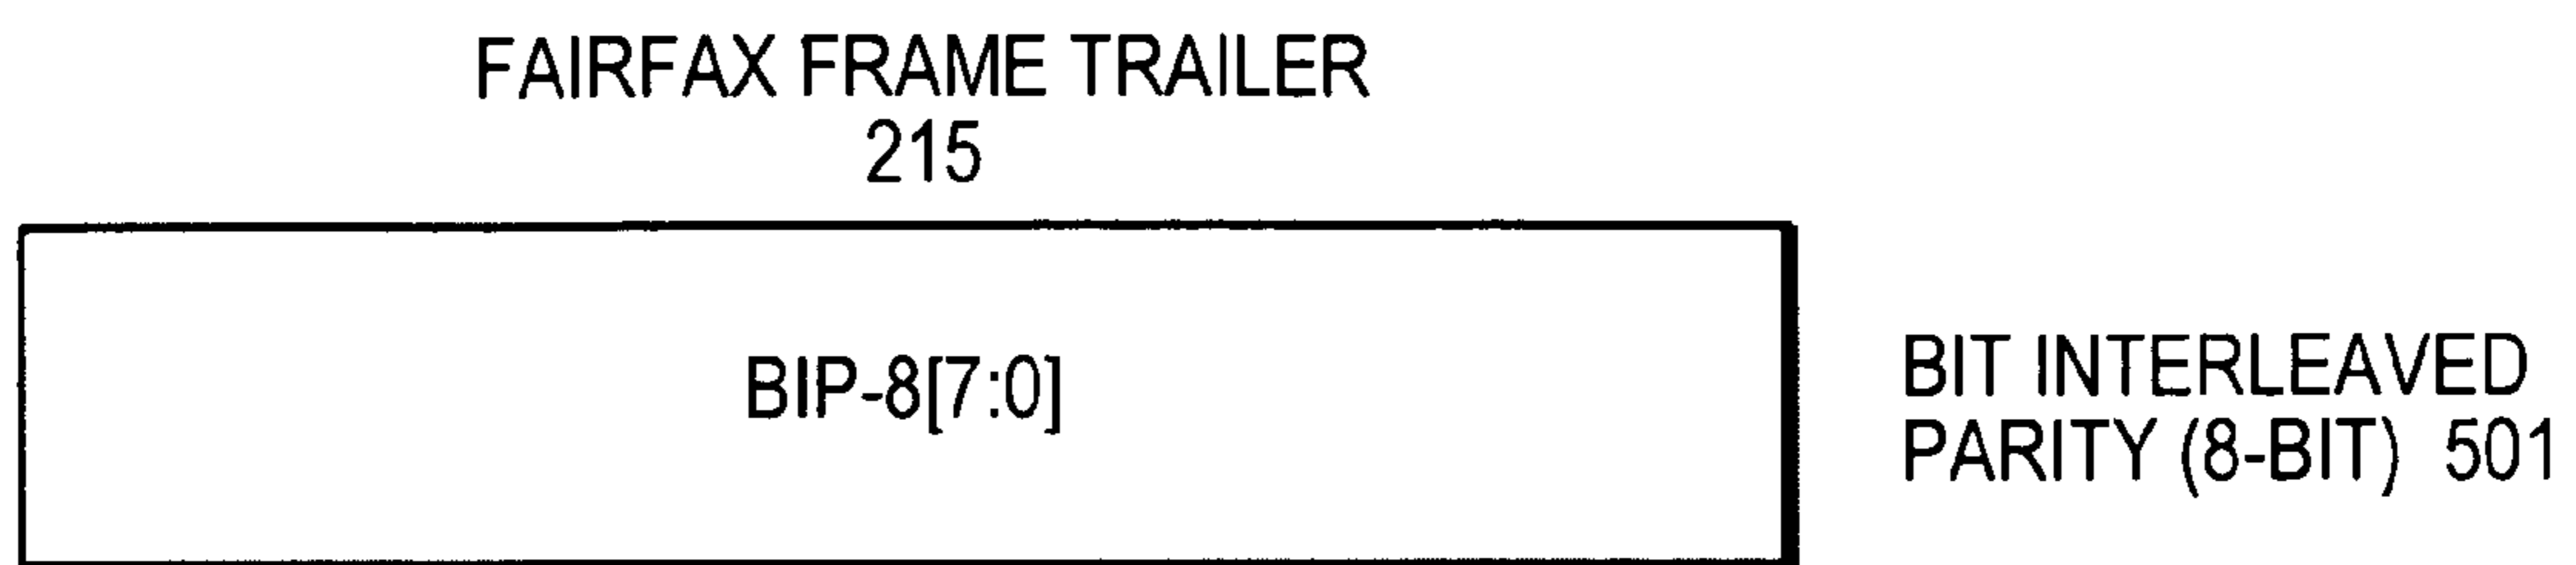 FAIRFAX FRAME TRAILER
215
BIP-8[7:0]
BIT INTERLEAVED
PARITY (8-BIT) 501